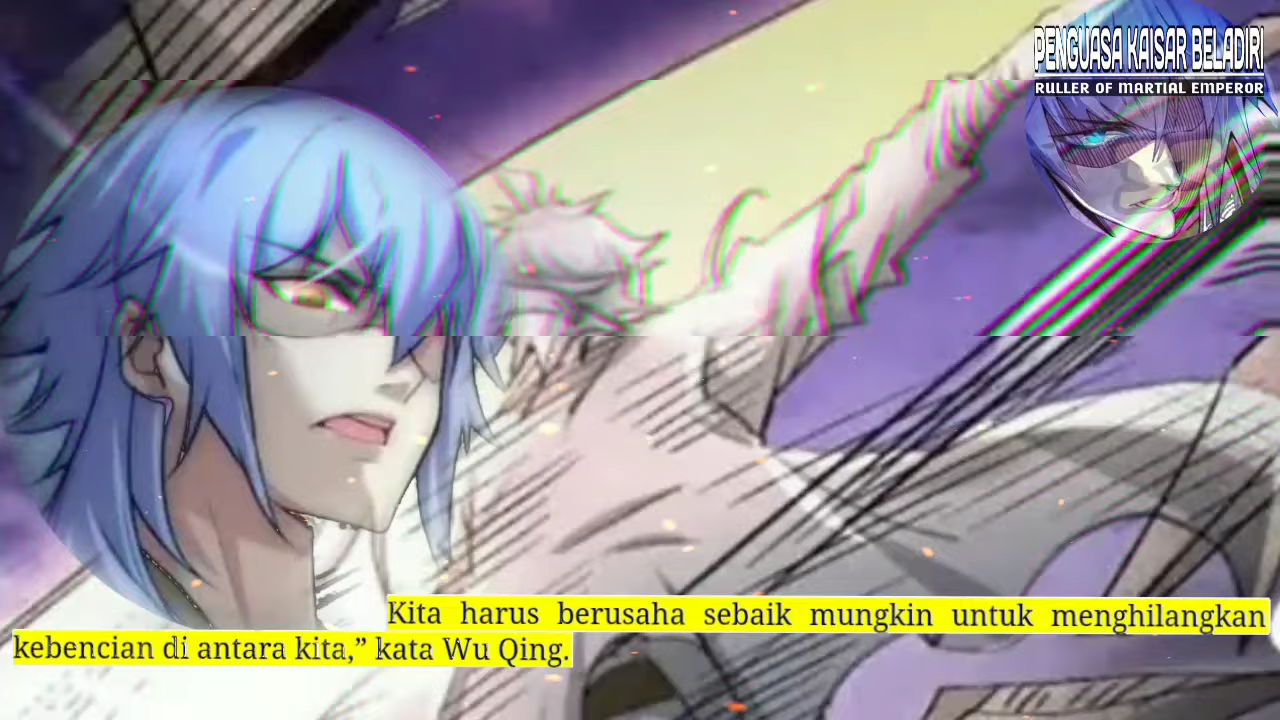 PENGUASA KAISAR BELADIRI
RULLER OF MARTIAL EMPEROR
Kita harus berusaha sebaik mungkin untuk menghilangkan
kebencian di antara kita,” kata Wu Qing.